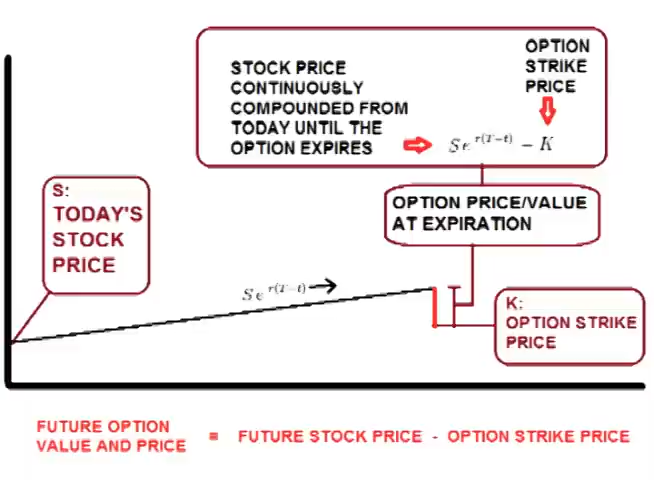 STOCK PRICE
CONTINUOUSLY
COMPOUNDED FROM
TODAY UNTIL THE
OPTION EXPIRES
OPTION
STRIKE
PRICE
Se^{r(T-t)} - K
S:
TODAY'S
STOCK
PRICE
OPTION PRICE/VALUE
AT EXPIRATION
Se^{r(T-t)}
K:
OPTION STRIKE
PRICE
FUTURE OPTION
VALUE AND PRICE
= FUTURE STOCK PRICE - OPTION STRIKE PRICE